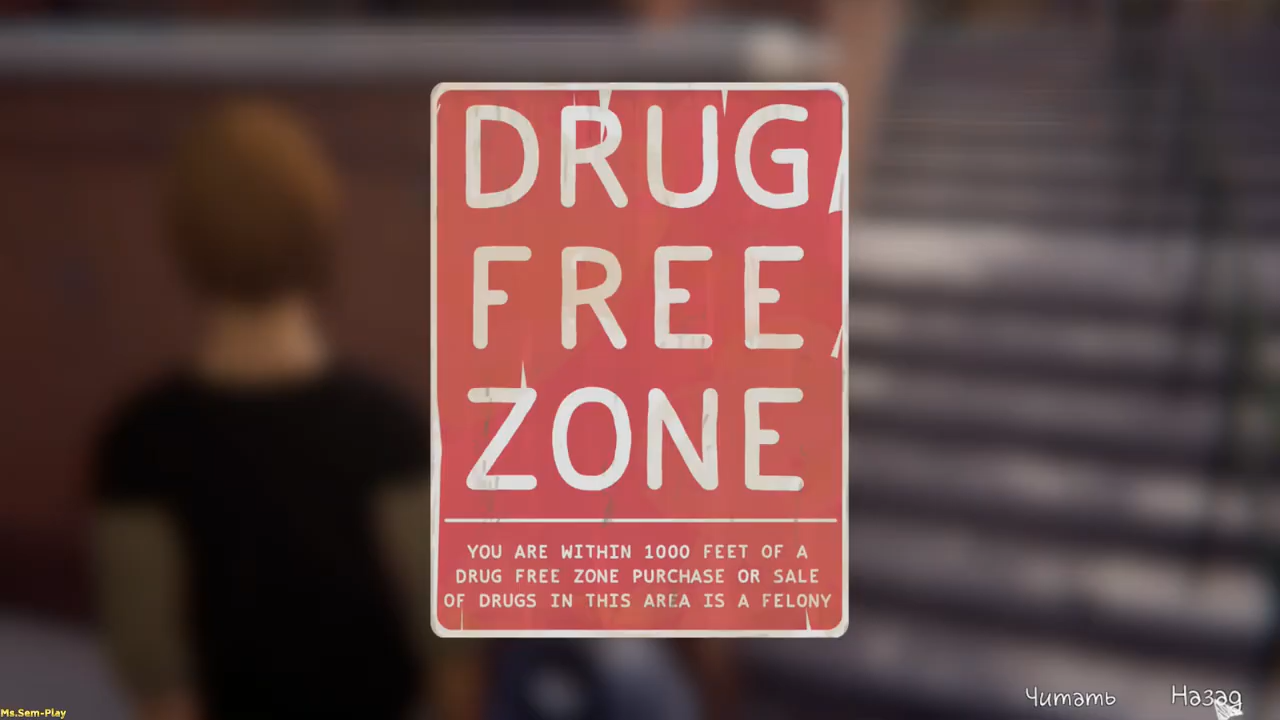 DRUG
FREE
ZONE
YOU ARE WITHIN 1000 FEET OF A
DRUG FREE ZONE PURCHASE OR SALE
OF DRUGS IN THIS AREA IS A FELONY
Читать Назад
Ms.Sem-Play